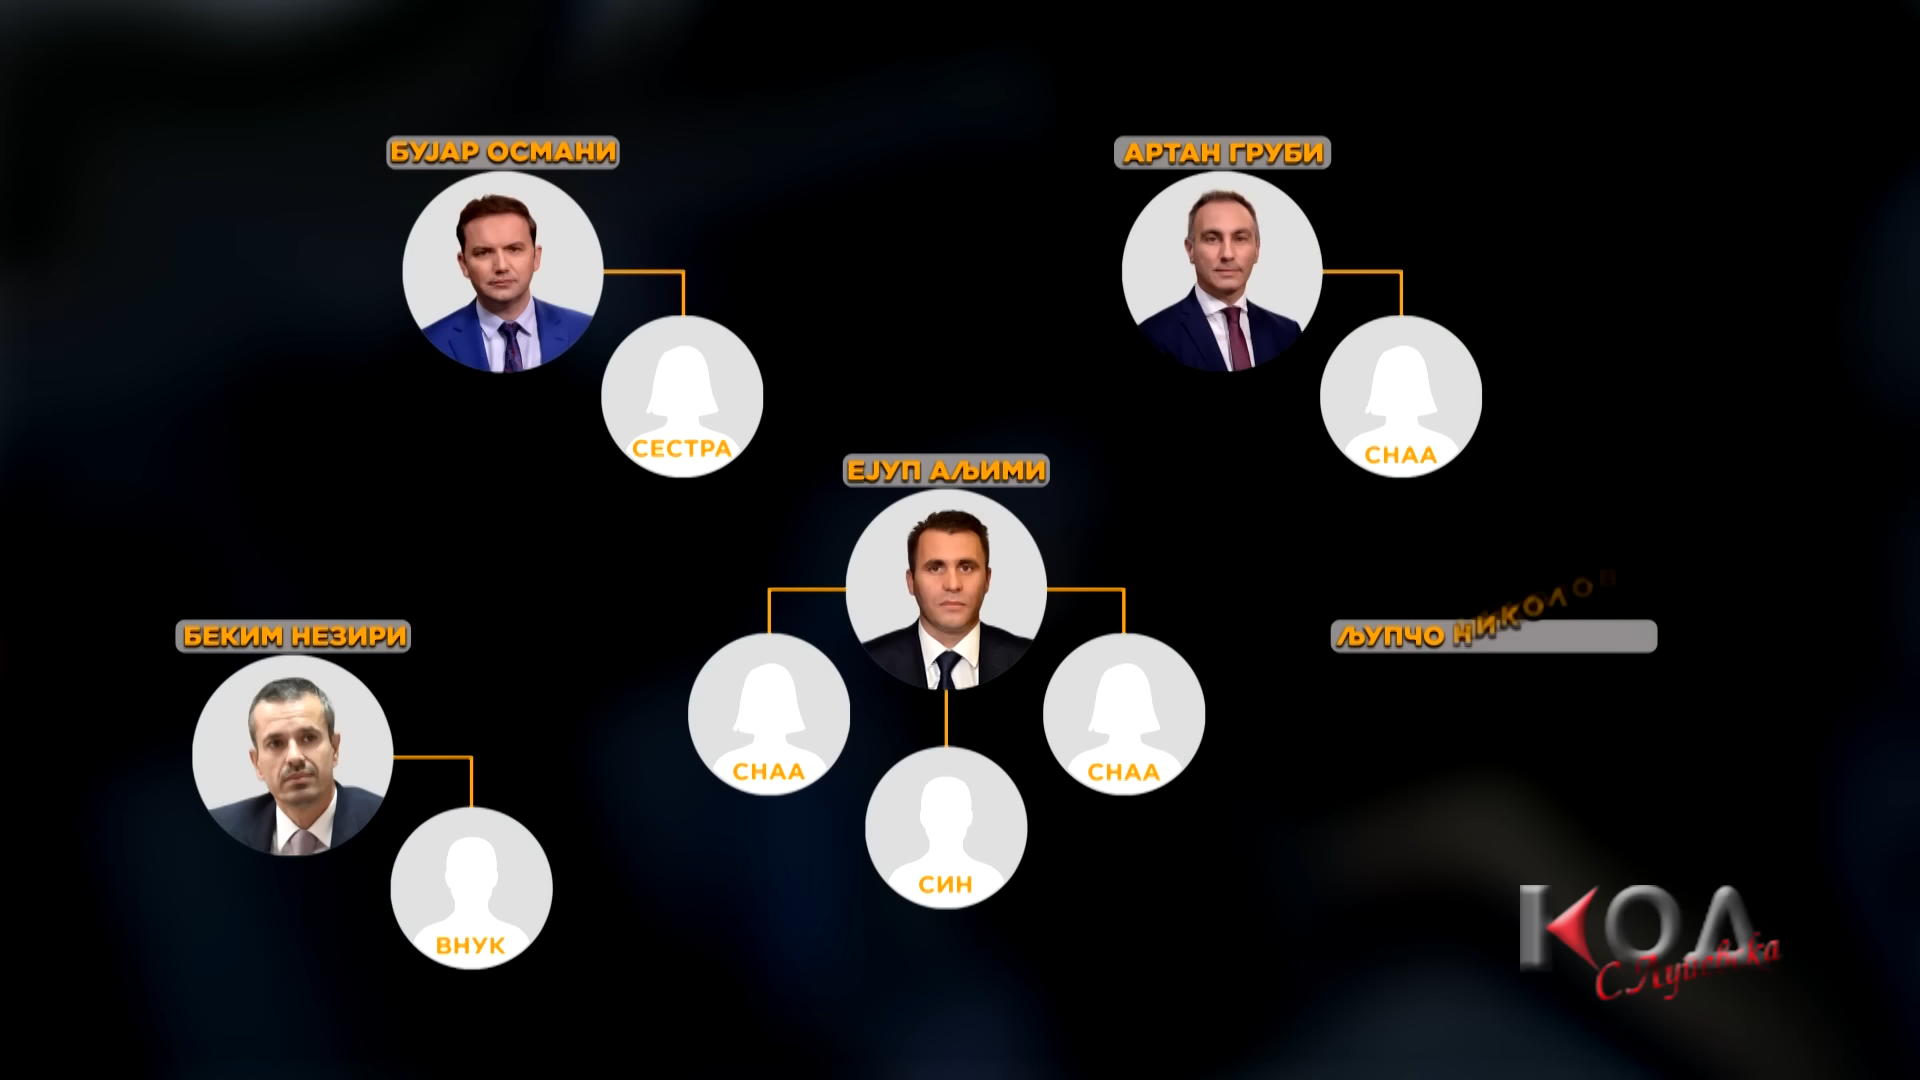 БУЈАР ОСМАНИ
АРТАН ГРУБИ
СЕСТРА
СНАА
ЕЈУП АЉИМИ
БЕКИМ НЕЗИРИ
ЉУПЧО НИКОЛОВ
СНАА
СНАА
СИН
ВНУК
КОД